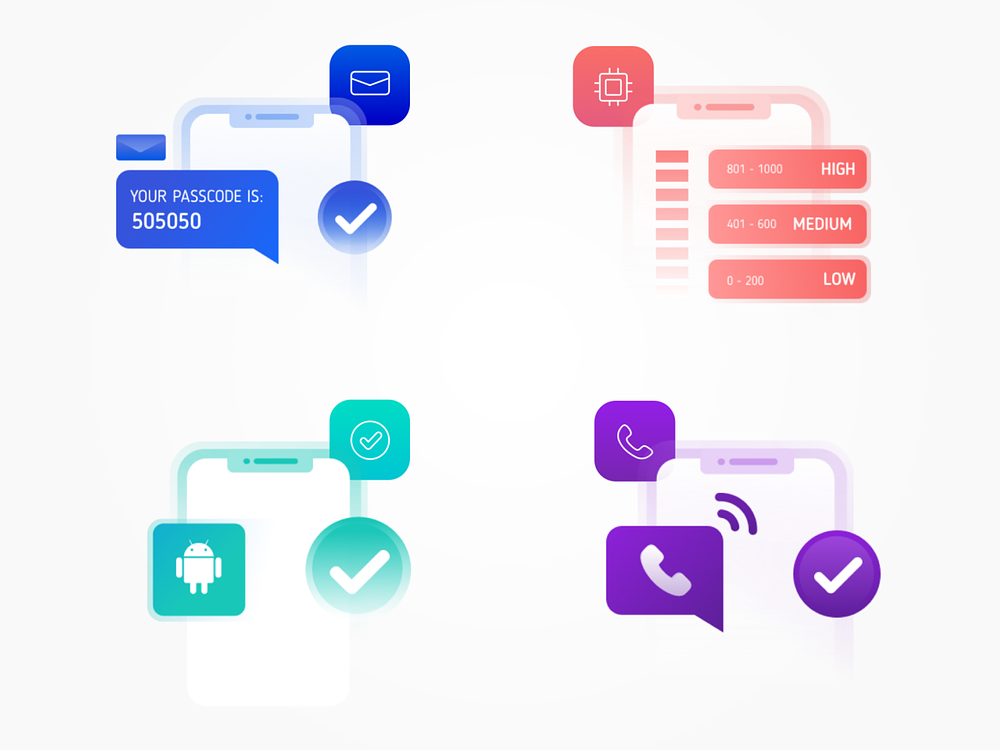 YOUR PASSCODE IS:
505050
801 - 1000 HIGH
401 - 600 MEDIUM
0 - 200 LOW